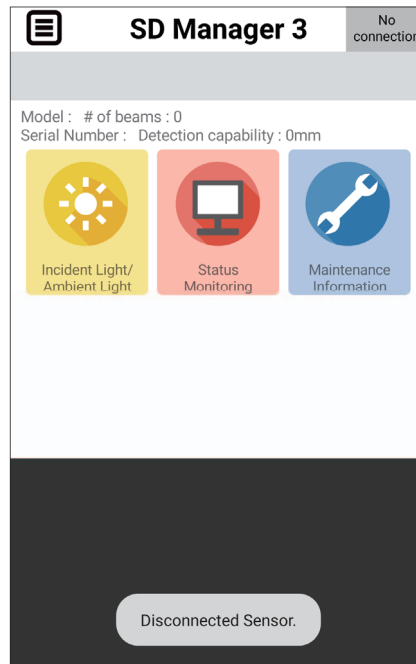 SD Manager 3
No
connection
Model :   # of beams : 0
Serial Number :   Detection capability : 0mm
Incident Light/
Ambient Light
Status
Monitoring
Maintenance
Information
Disconnected Sensor.